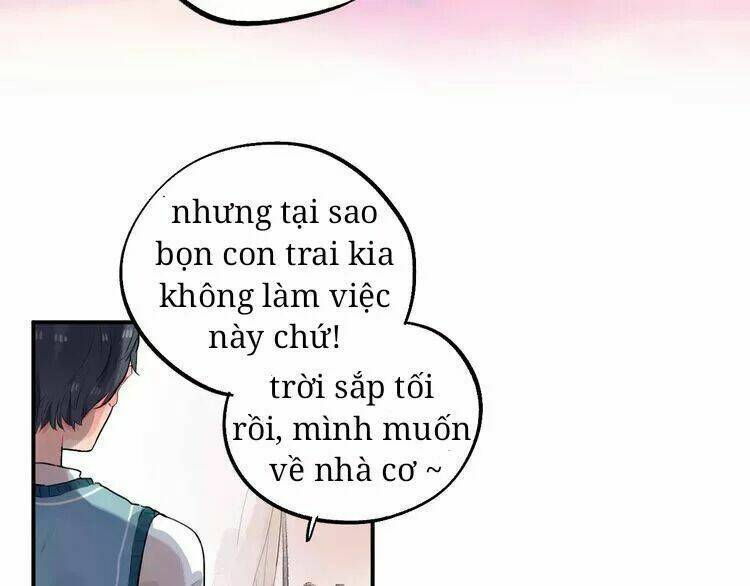 nhưng tại sao
bọn con trai kia
không làm việc
này chứ!
trời sắp tối
rồi, mình muốn
về nhà cơ ~